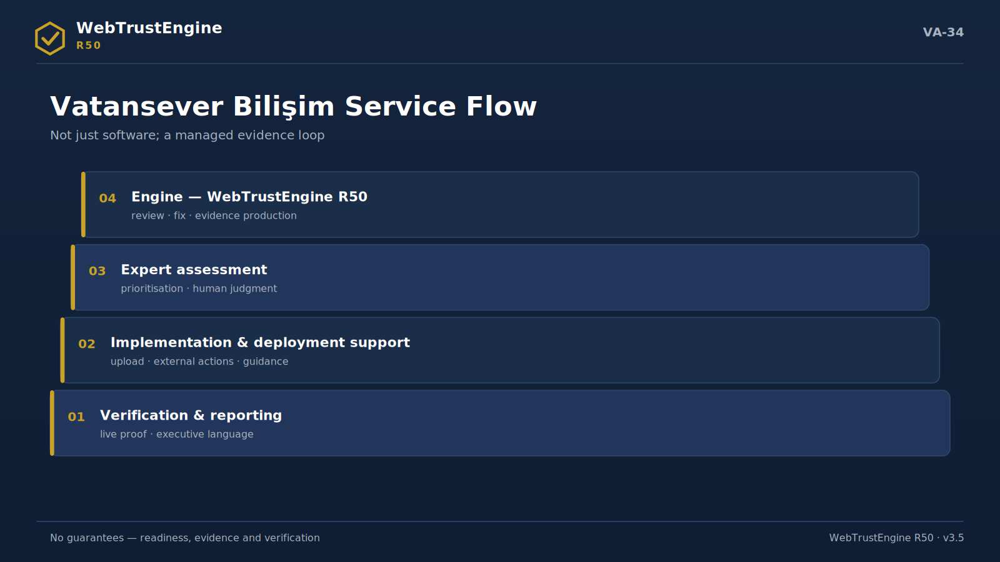 WebTrustEngine
R50
VA-34
Vatansever Bilişim Service Flow
Not just software; a managed evidence loop
04
Engine — WebTrustEngine R50
review · fix · evidence production
03
Expert assessment
prioritisation · human judgment
02
Implementation & deployment support
upload · external actions · guidance
01
Verification & reporting
live proof · executive language
No guarantees — readiness, evidence and verification
WebTrustEngine R50 · v3.5